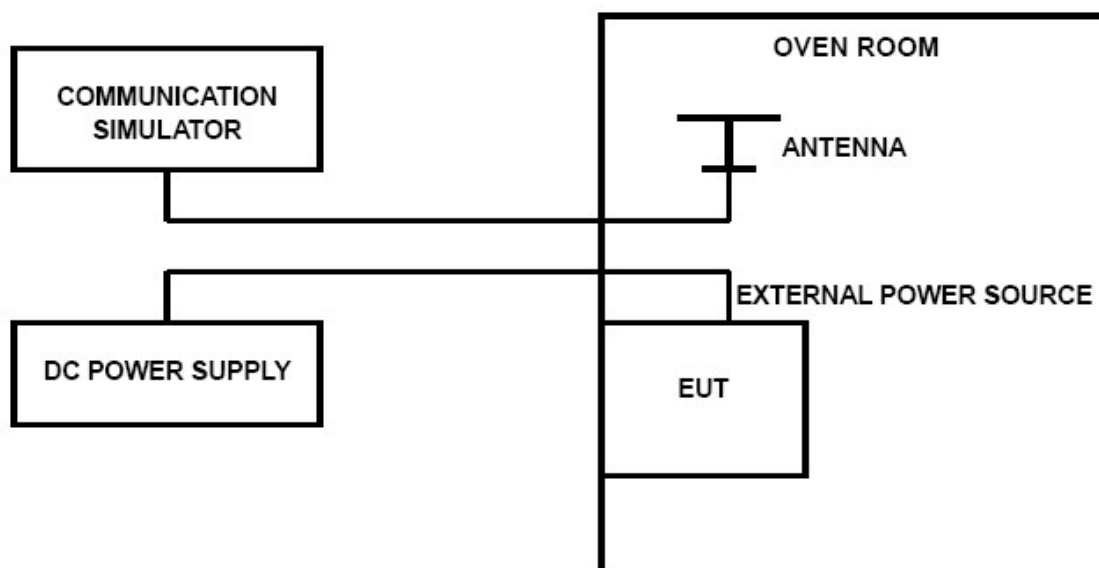 OVEN ROOM
COMMUNICATION
SIMULATOR
ANTENNA
EXTERNAL POWER SOURCE
DC POWER SUPPLY
EUT